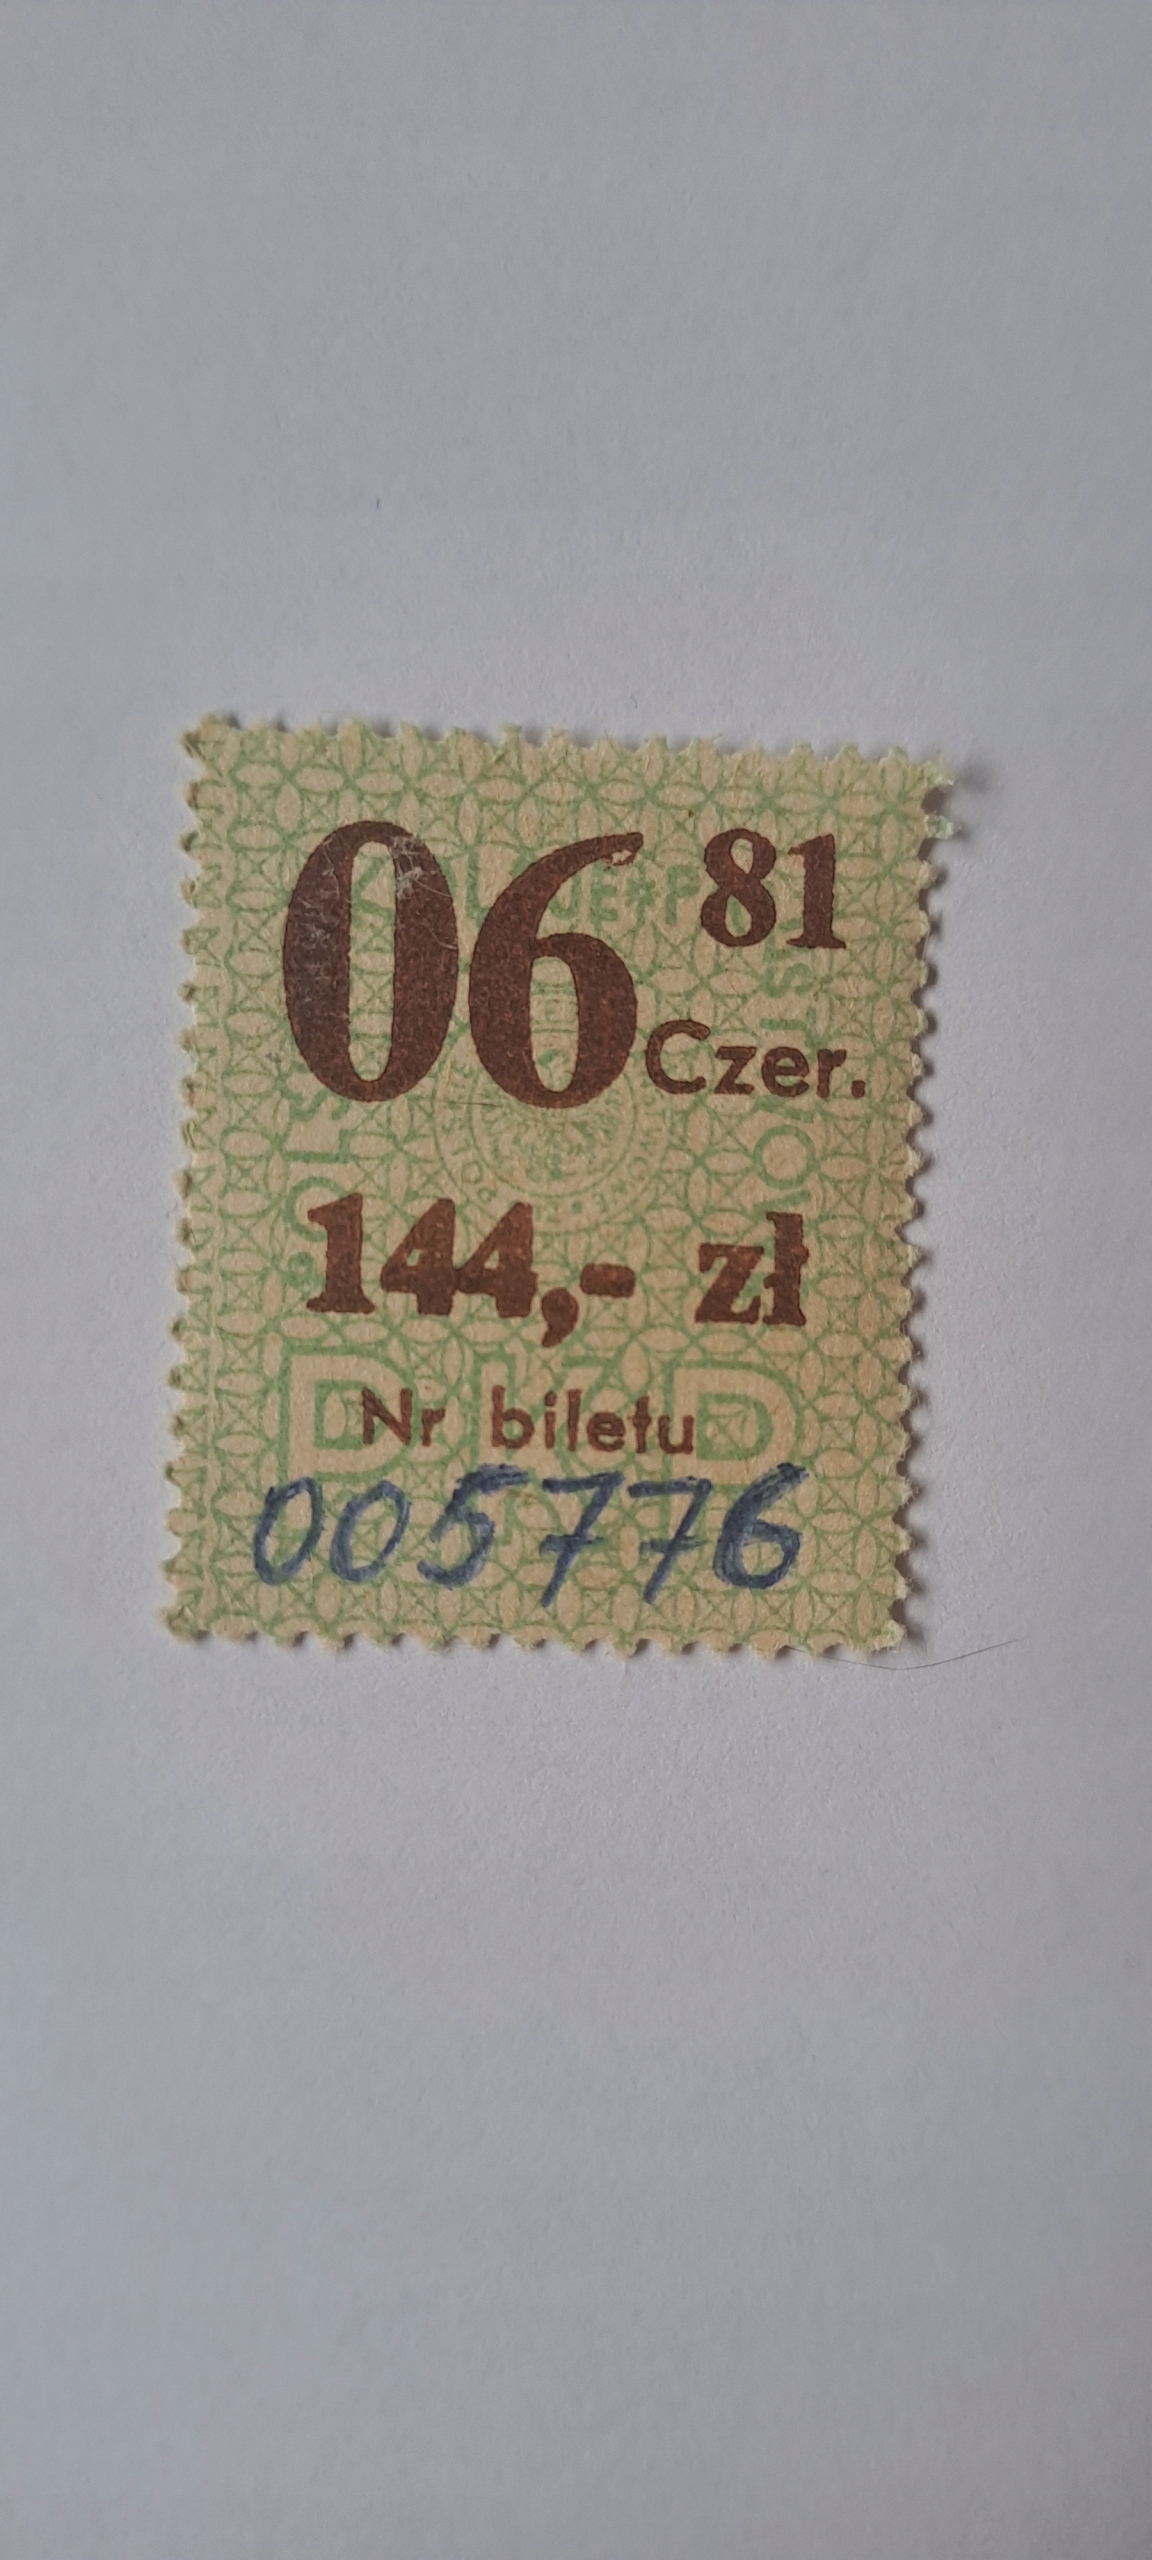 06 81
Czer.
144,- zł
Nr biletu
005776